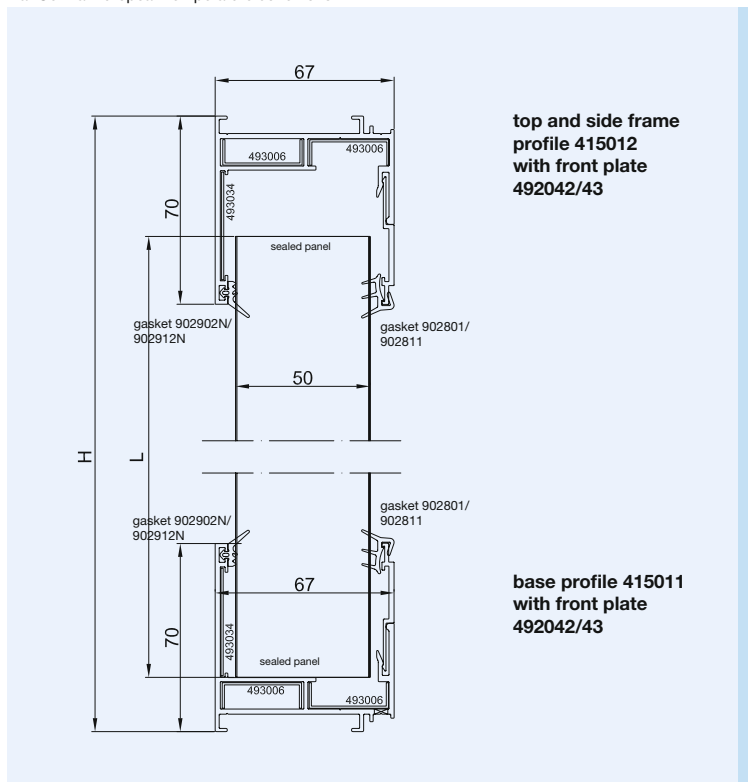 67
top and side frame
profile 415012
with front plate
492042/43
493006
493006
493034
70
sealed panel
gasket 902902N/
902912N
gasket 902801/
902811
50
H
L
gasket 902902N/
902912N
gasket 902801/
902811
67
base profile 415011
with front plate
492042/43
70
493034
sealed panel
493006
493006